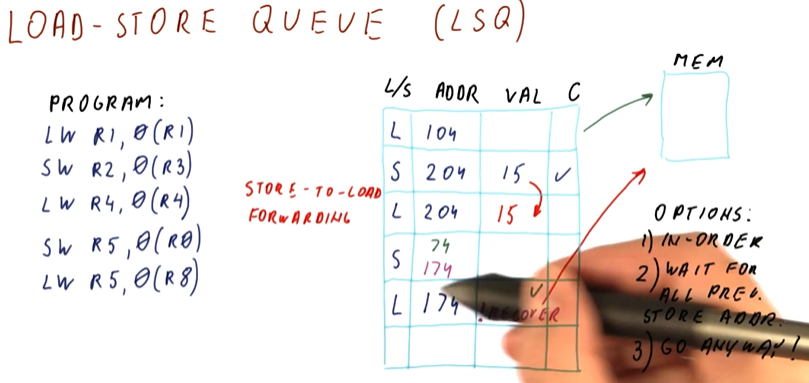 LOAD-STORE QUEUE (LSQ)
PROGRAM:
LW R1, 0(R1)
SW R2, 0(R3)
LW R4, 0(R4)
SW R5, 0(R0)
LW R5, 0(R8)
STORE-TO-LOAD
FORWARDING
L/S ADDR VAL C
L 104
S 204 15 ✓
L 204 15
S 74
174
L 174 ✓
! RECOVER
MEM
OPTIONS:
1) IN-ORDER
2) WAIT FOR
ALL PREV.
STORE ADDR.
3) GO ANYWAY!